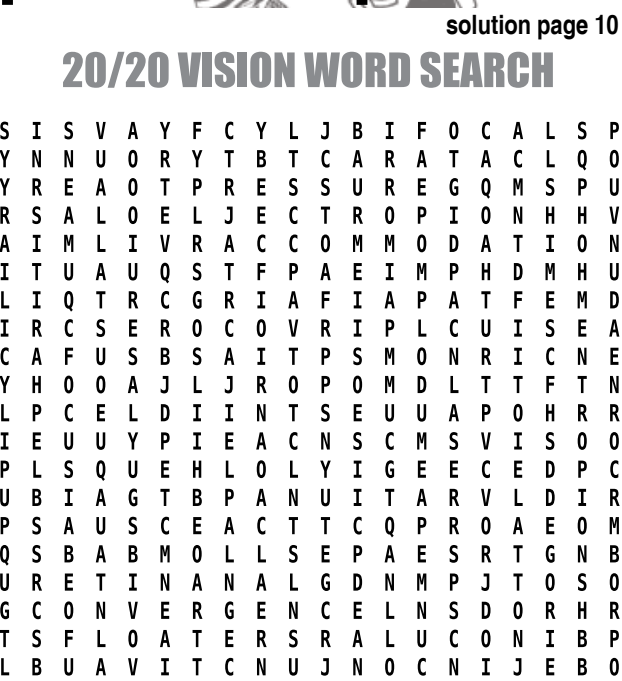 solution page 10
20/20 VISION WORD SEARCH
S I S V A Y F C Y L J B I F O C A L S P
Y N N U O R Y T B T C A R A T A C L Q O
Y R E A O T P R E S S U R E G Q M S P U
R S A L O E L J E C T R O P I O N H H V
A I M L I V R A C C O M M O D A T I O N
I T U A U Q S T F P A E I M P H D M H U
L I Q T R C G R I A F I A P A T F E M D
I R C S E R O C O V R I P L C U I S E A
C A F U S B S A I T P S M O N R I C N E
Y H O O A J L J R O P O M D L T T F T N
L P C E L D I I N T S E U U A P O H R R
I E U U Y P I E A C N S C M S V I S O O
P L S Q U E H L O L Y I G E E C E D P C
U B I A G T B P A N U I T A R V L D I R
P S A U S C E A C T T C Q P R O A E O M
Q S B A B M O L L S E P A E S R T G N B
U R E T I N A N A L G D N M P J T O S O
G C O N V E R G E N C E L N S D O R H R
T S F L O A T E R S R A L U C O N I B P
L B U A V I T C N U J N O C N I J E B O